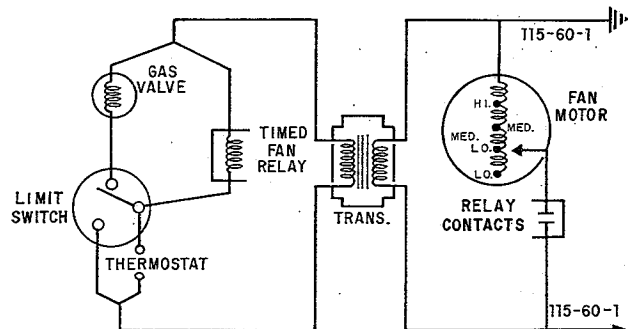 115-60-1
GAS
VALVE
HI.
FAN
MOTOR
MED.
MED.
LO.
LO.
TIMED
FAN
RELAY
LIMIT
SWITCH
TRANS.
RELAY
CONTACTS
THERMOSTAT
115-60-1